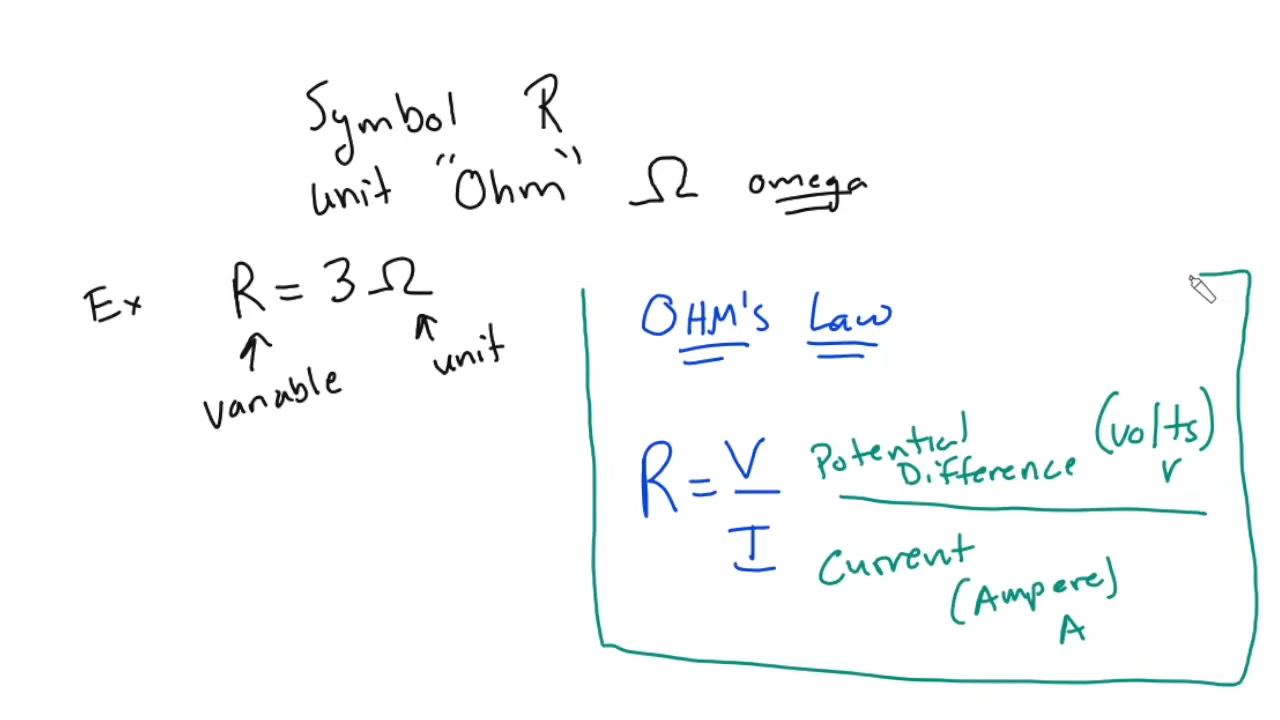 Symbol R
unit "Ohm" Ω omega
Ex R = 3 Ω
variable
unit
OHM's Law
R = V
I
Potential
Difference
(volts)
V
Current
(Ampere)
A